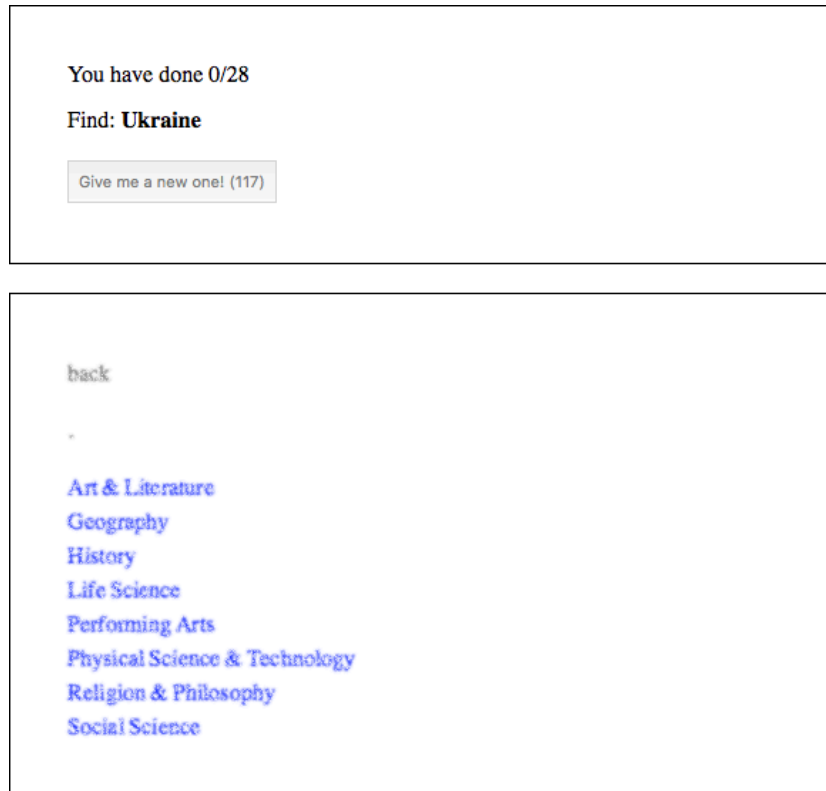 You have done 0/28
Find: Ukraine
Give me a new one! (117)
back
.
Art & Literature
Geography
History
Life Science
Performing Arts
Physical Science & Technology
Religion & Philosophy
Social Science